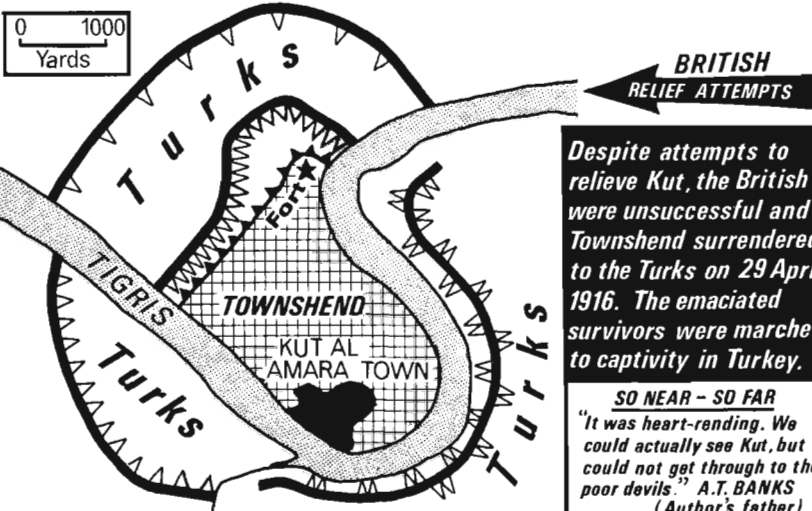 0 1000
Yards
BRITISH
RELIEF ATTEMPTS
Turks
Fort
TIGRIS
TOWNSHEND
KUT AL
AMARA TOWN
Turks
Turks
Despite attempts to
relieve Kut, the British
were unsuccessful and
Townshend surrendered
to the Turks on 29
1916. The emaciated
survivors were
to captivity in Turkey.
SO NEAR – SO FAR
"It was heart-rending. We
could actually see Kut, but
could not get through to
poor devils." A.T. BANKS
(Author's father)